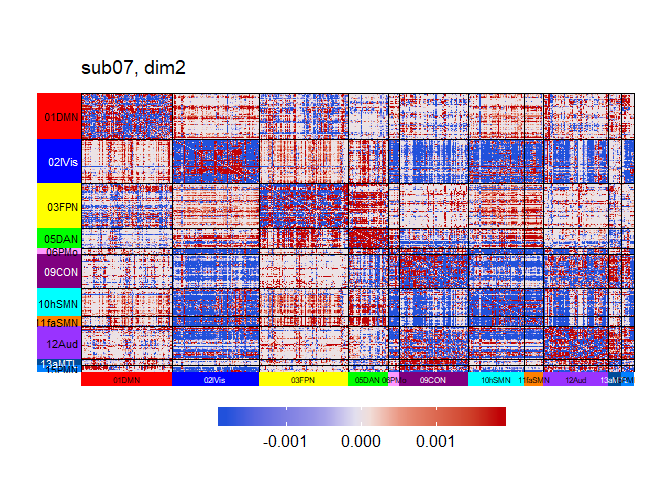 sub07, dim2
01DMN
02lVis
03FPN
05DAN
09CON
10hSMN
11faSMN
12Aud
13aMTL
01DMN 02lVis 03FPN 05DAN 06PMo 09CON 10hSMN 11faSMN 12Aud
-0.001 0.000 0.001